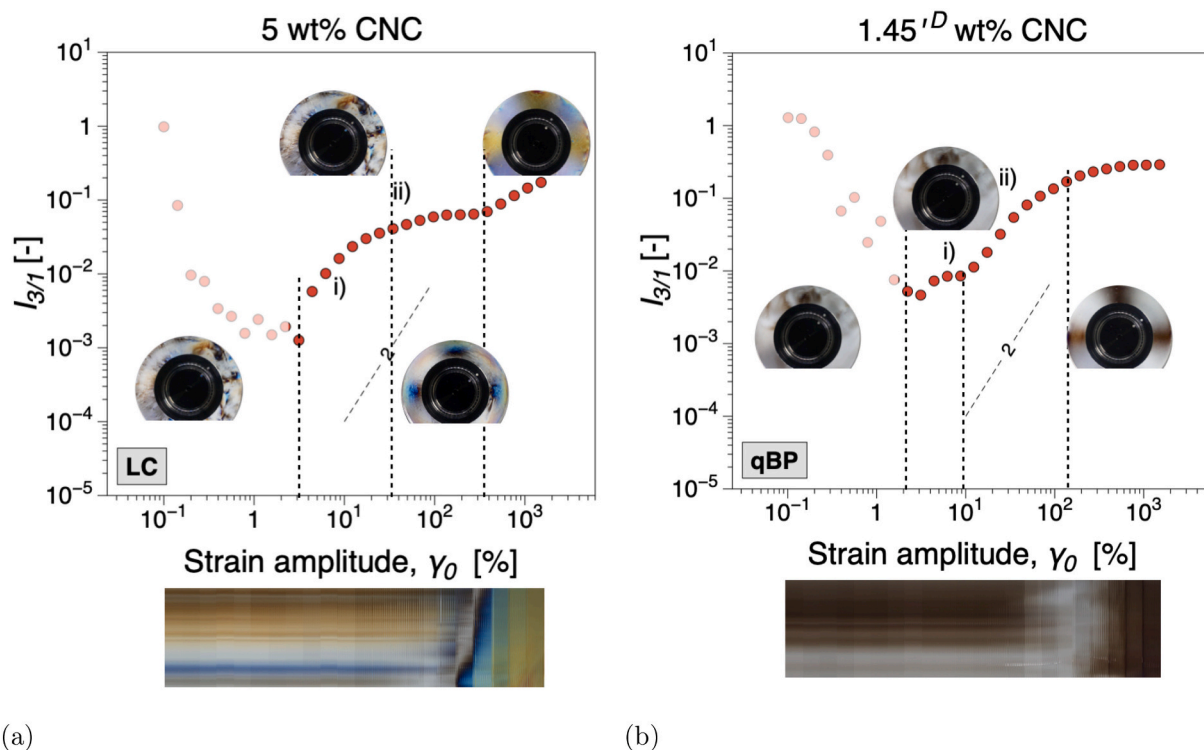 5 wt% CNC
10¹
1
10⁻¹
10⁻²
10⁻³
10⁻⁴
10⁻⁵
I3/1 [-]
ii)
i)
2
LC
10⁻¹ 1 10¹ 10² 10³
Strain amplitude, γ0 [%]
(a)
1.45'ᴰ wt% CNC
10¹
1
10⁻¹
10⁻²
10⁻³
10⁻⁴
10⁻⁵
I3/1 [-]
ii)
i)
2
qBP
10⁻¹ 1 10¹ 10² 10³
Strain amplitude, γ0 [%]
(b)